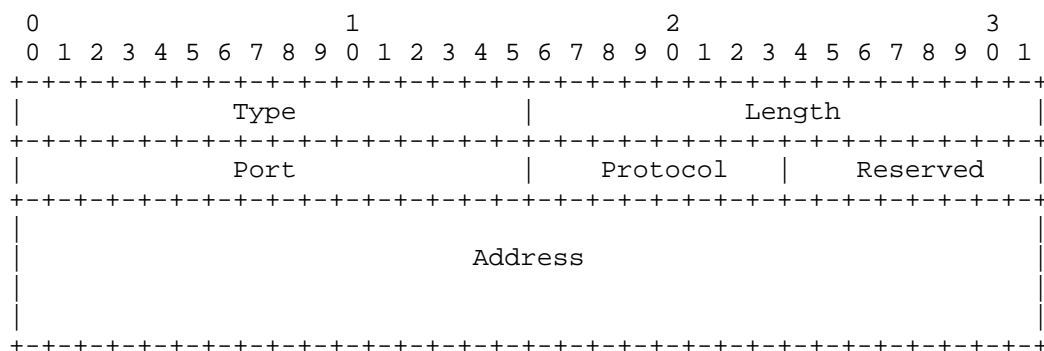 0                   1                   2                   3
0 1 2 3 4 5 6 7 8 9 0 1 2 3 4 5 6 7 8 9 0 1 2 3 4 5 6 7 8 9 0 1
+-+-+-+-+-+-+-+-+-+-+-+-+-+-+-+-+-+-+-+-+-+-+-+-+-+-+-+-+-+-+-+-+
| Type | Length |
+-+-+-+-+-+-+-+-+-+-+-+-+-+-+-+-+-+-+-+-+-+-+-+-+-+-+-+-+-+-+-+-+
| Port | Protocol | Reserved |
+-+-+-+-+-+-+-+-+-+-+-+-+-+-+-+-+-+-+-+-+-+-+-+-+-+-+-+-+-+-+-+-+
| |
| Address |
| |
| |
+-+-+-+-+-+-+-+-+-+-+-+-+-+-+-+-+-+-+-+-+-+-+-+-+-+-+-+-+-+-+-+-+